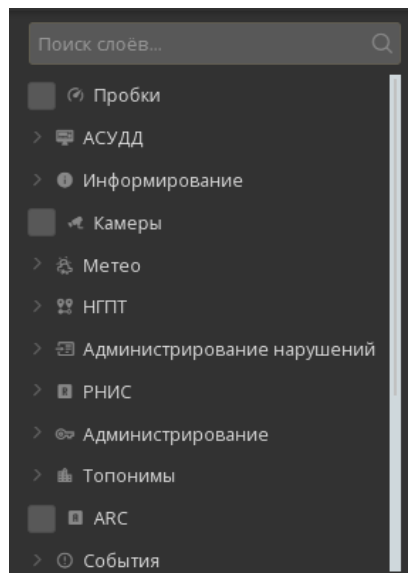 Поиск слоёв...
Пробки
АСУДД
Информирование
Камеры
Метео
НГПТ
Администрирование нарушений
РНИС
Администрирование
Топонимы
ARC
События